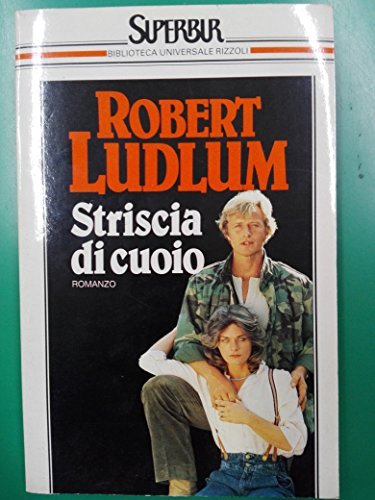 SUPERBUR
BIBLIOTECA UNIVERSALE RIZZOLI
ROBERT
LUDLUM
Striscia
di cuoio
ROMANZO